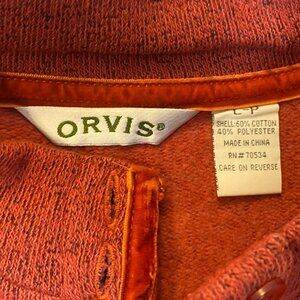 ORVIS®
L P
SHELL:60% COTTON
40% POLYESTER
MADE IN CHINA
RN#70534
CARE ON REVERSE